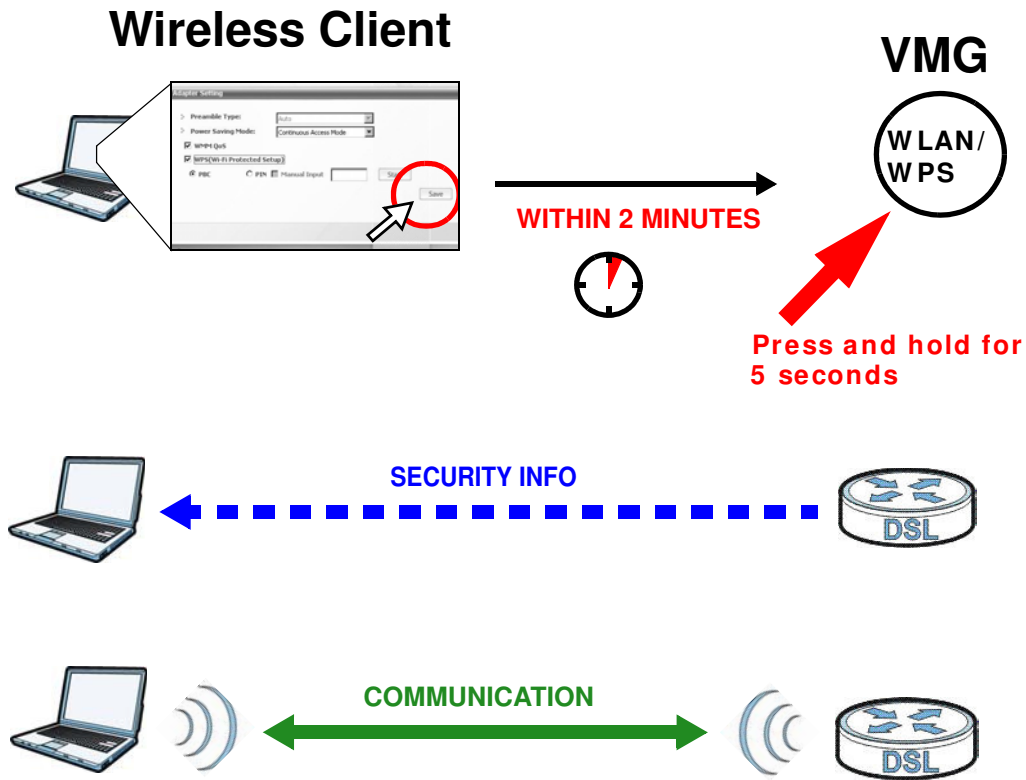 Wireless Client
VMG
Adapter Setting
> Preamble Type: Auto
> Power Saving Mode: Continuous Access Mode
WMM QoS
WPS(Wi-Fi Protected Setup)
PBC PIN Manual Input
Save
WLAN/
WPS
WITHIN 2 MINUTES
Press and hold for
5 seconds
SECURITY INFO
DSL
COMMUNICATION
DSL